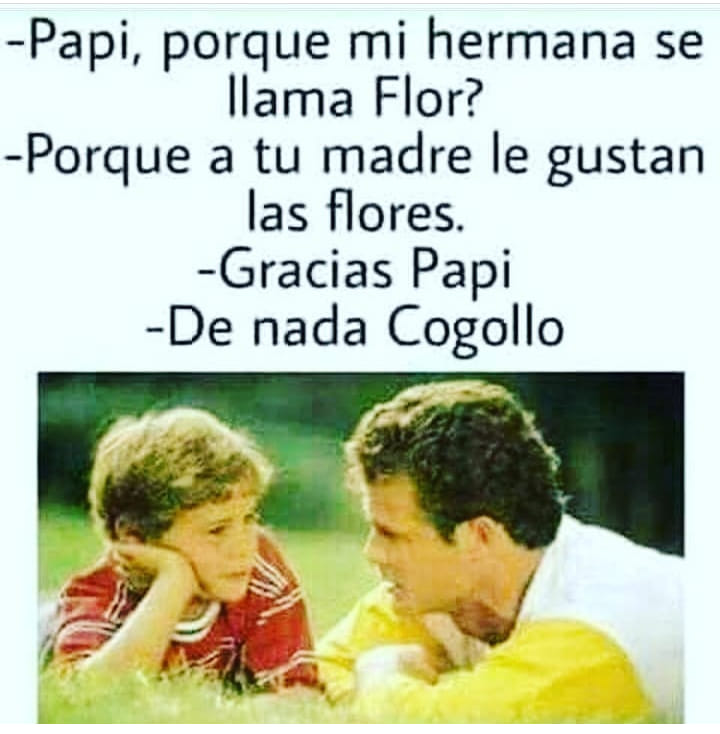 -Papi, porque mi hermana se
llama Flor?
-Porque a tu madre le gustan
las flores.
-Gracias Papi
-De nada Cogollo